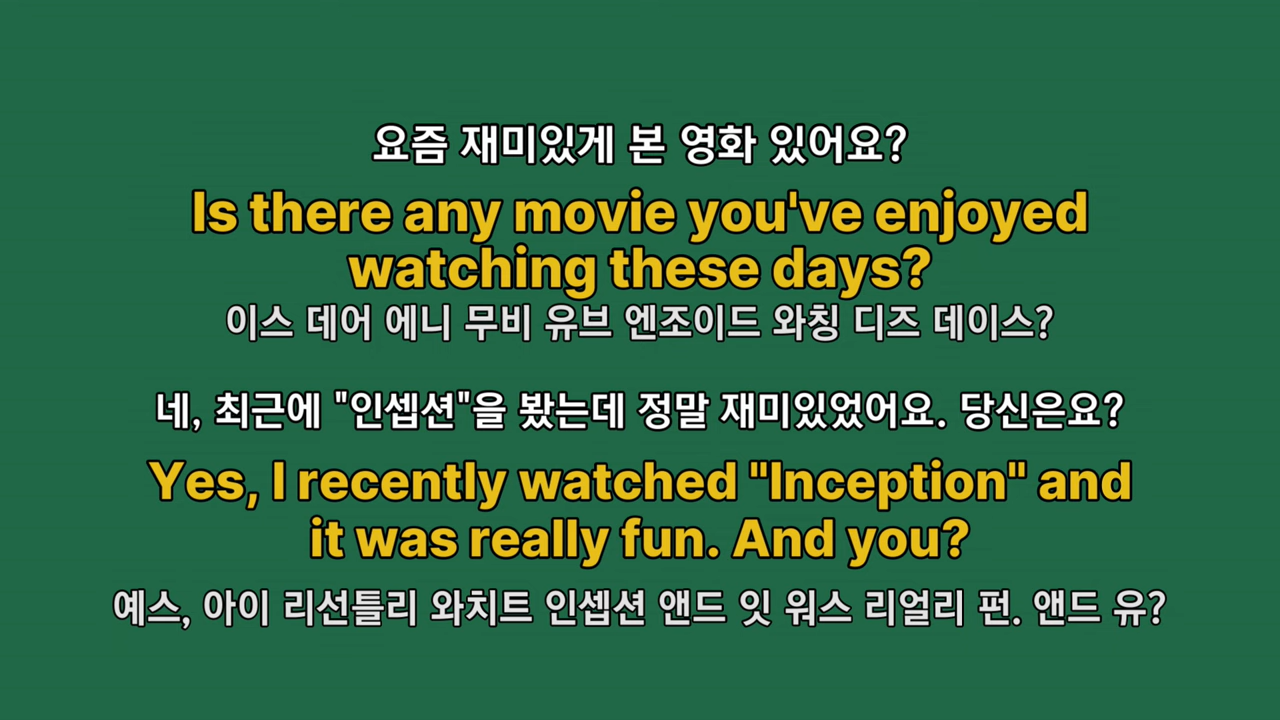 요즘 재미있게 본 영화 있어요?
Is there any movie you've enjoyed
watching these days?
이스 데어 에니 무비 유브 엔조이드 와칭 디즈 데이스?
네, 최근에 "인셉션"을 봤는데 정말 재미있었어요. 당신은요?
Yes, I recently watched "Inception" and
it was really fun. And you?
예스, 아이 리선틀리 와치트 인셉션 앤드 잇 워스 리얼리 펀. 앤드 유?